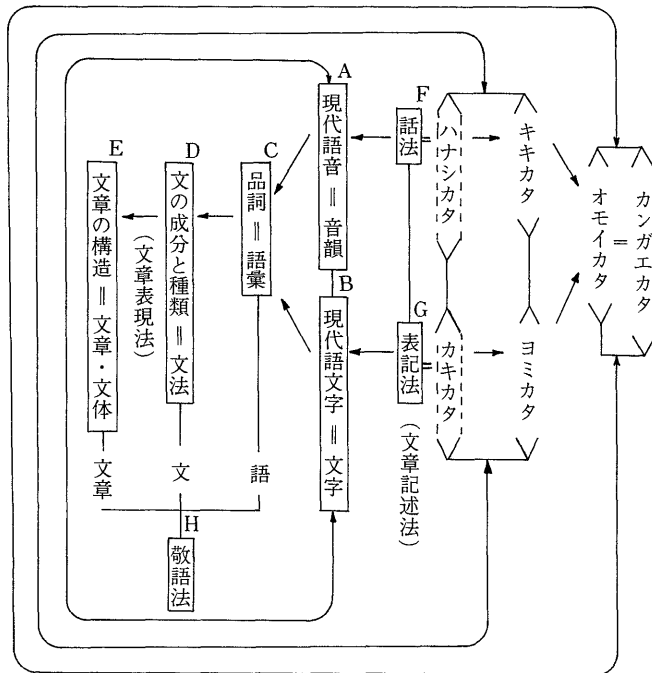 カンガエカタ
＝
オモイカタ
キキカタ
ヨミカタ
ハナシカタ
カキカタ
F
話法
G
表記法
（文章記述法）
A
現代語音＝音韻
B
現代語文字＝文字
C
品詞＝語彙
語
D
文の成分と種類＝文法
文
（文章表現法）
E
文章の構造＝文章・文体
文章
H
敬語法